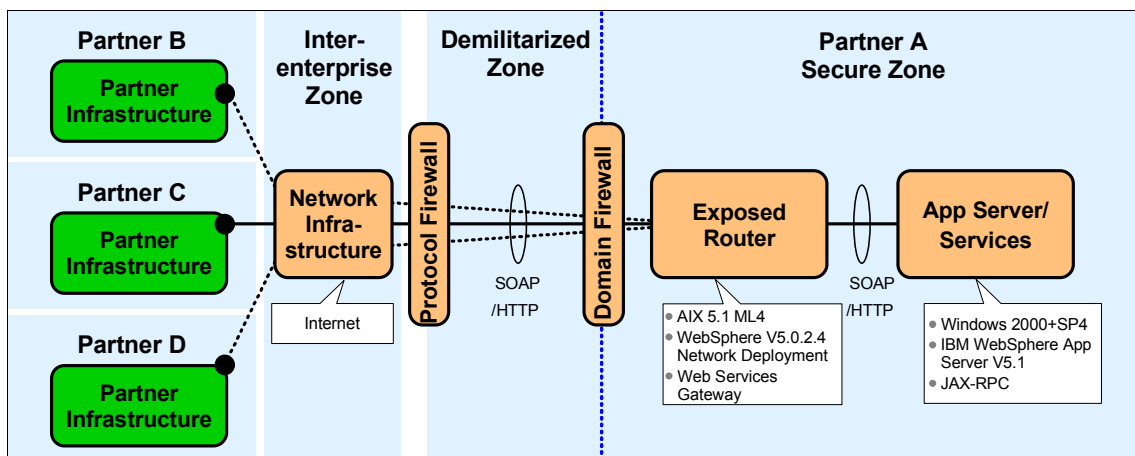 Partner B
Partner
Infrastructure
Partner C
Partner
Infrastructure
Partner D
Partner
Infrastructure
Inter-
enterprise
Zone
Network
Infra-
structure
Internet
Demilitarized
Zone
Protocol Firewall
SOAP
/HTTP
Domain Firewall
Partner A
Secure Zone
Exposed
Router
AIX 5.1 ML4
WebSphere V5.0.2.4
Network Deployment
Web Services
Gateway
SOAP
/HTTP
App Server/
Services
Windows 2000+SP4
IBM WebSphere App
Server V5.1
JAX-RPC